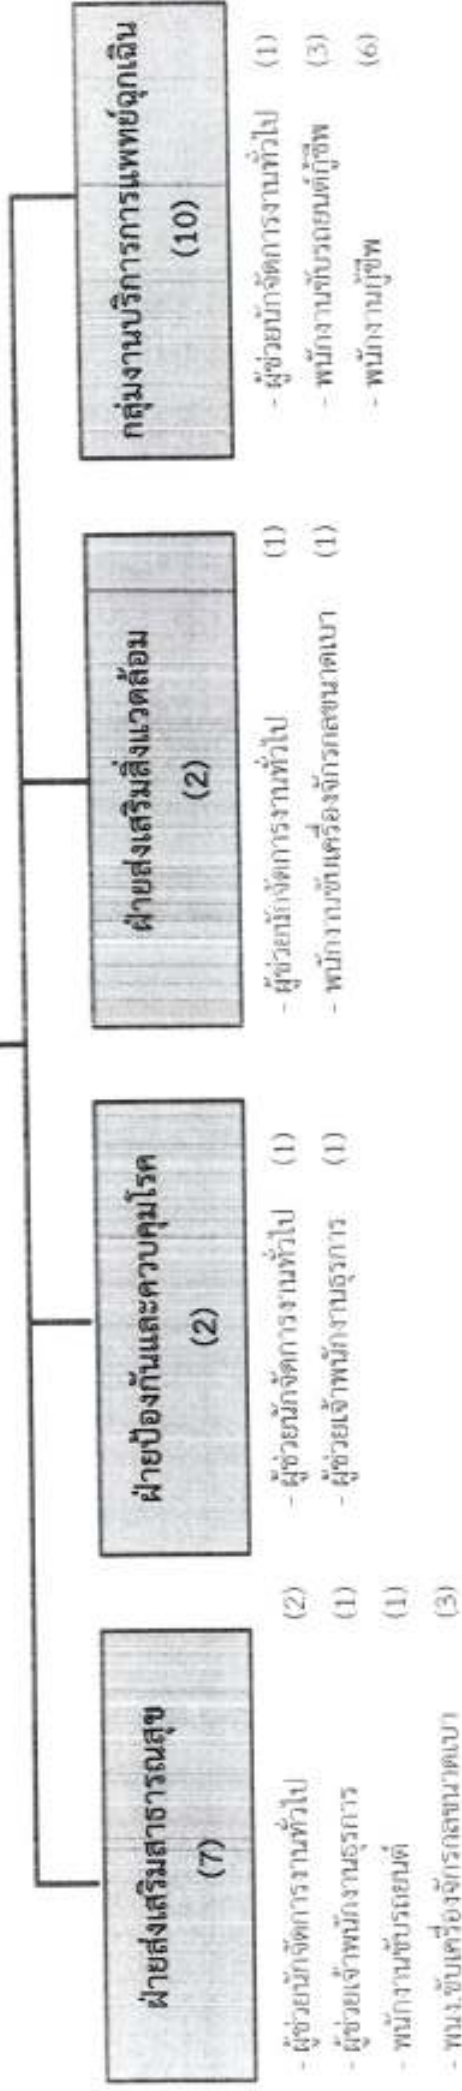 ฝ่ายส่งเสริมสาธารณสุข
(7)
- ผู้ช่วยนักจัดการงานทั่วไป (2)
- ผู้ช่วยเจ้าพนักงานธุรการ (1)
- พนักงานขับรถยนต์ (1)
- พนง.ขับเครื่องจักรกลขนาดเบา (3)
ฝ่ายป้องกันและควบคุมโรค
(2)
- ผู้ช่วยนักจัดการงานทั่วไป (1)
- ผู้ช่วยเจ้าพนักงานธุรการ (1)
ฝ่ายส่งเสริมสิ่งแวดล้อม
(2)
- ผู้ช่วยนักจัดการงานทั่วไป (1)
- พนักงานขับเครื่องจักรกลขนาดเบา (1)
กลุ่มงานบริการการแพทย์ฉุกเฉิน
(10)
- ผู้ช่วยนักจัดการงานทั่วไป (1)
- พนักงานขับรถยนต์กู้ชีพ (3)
- พนักงานกู้ชีพ (6)